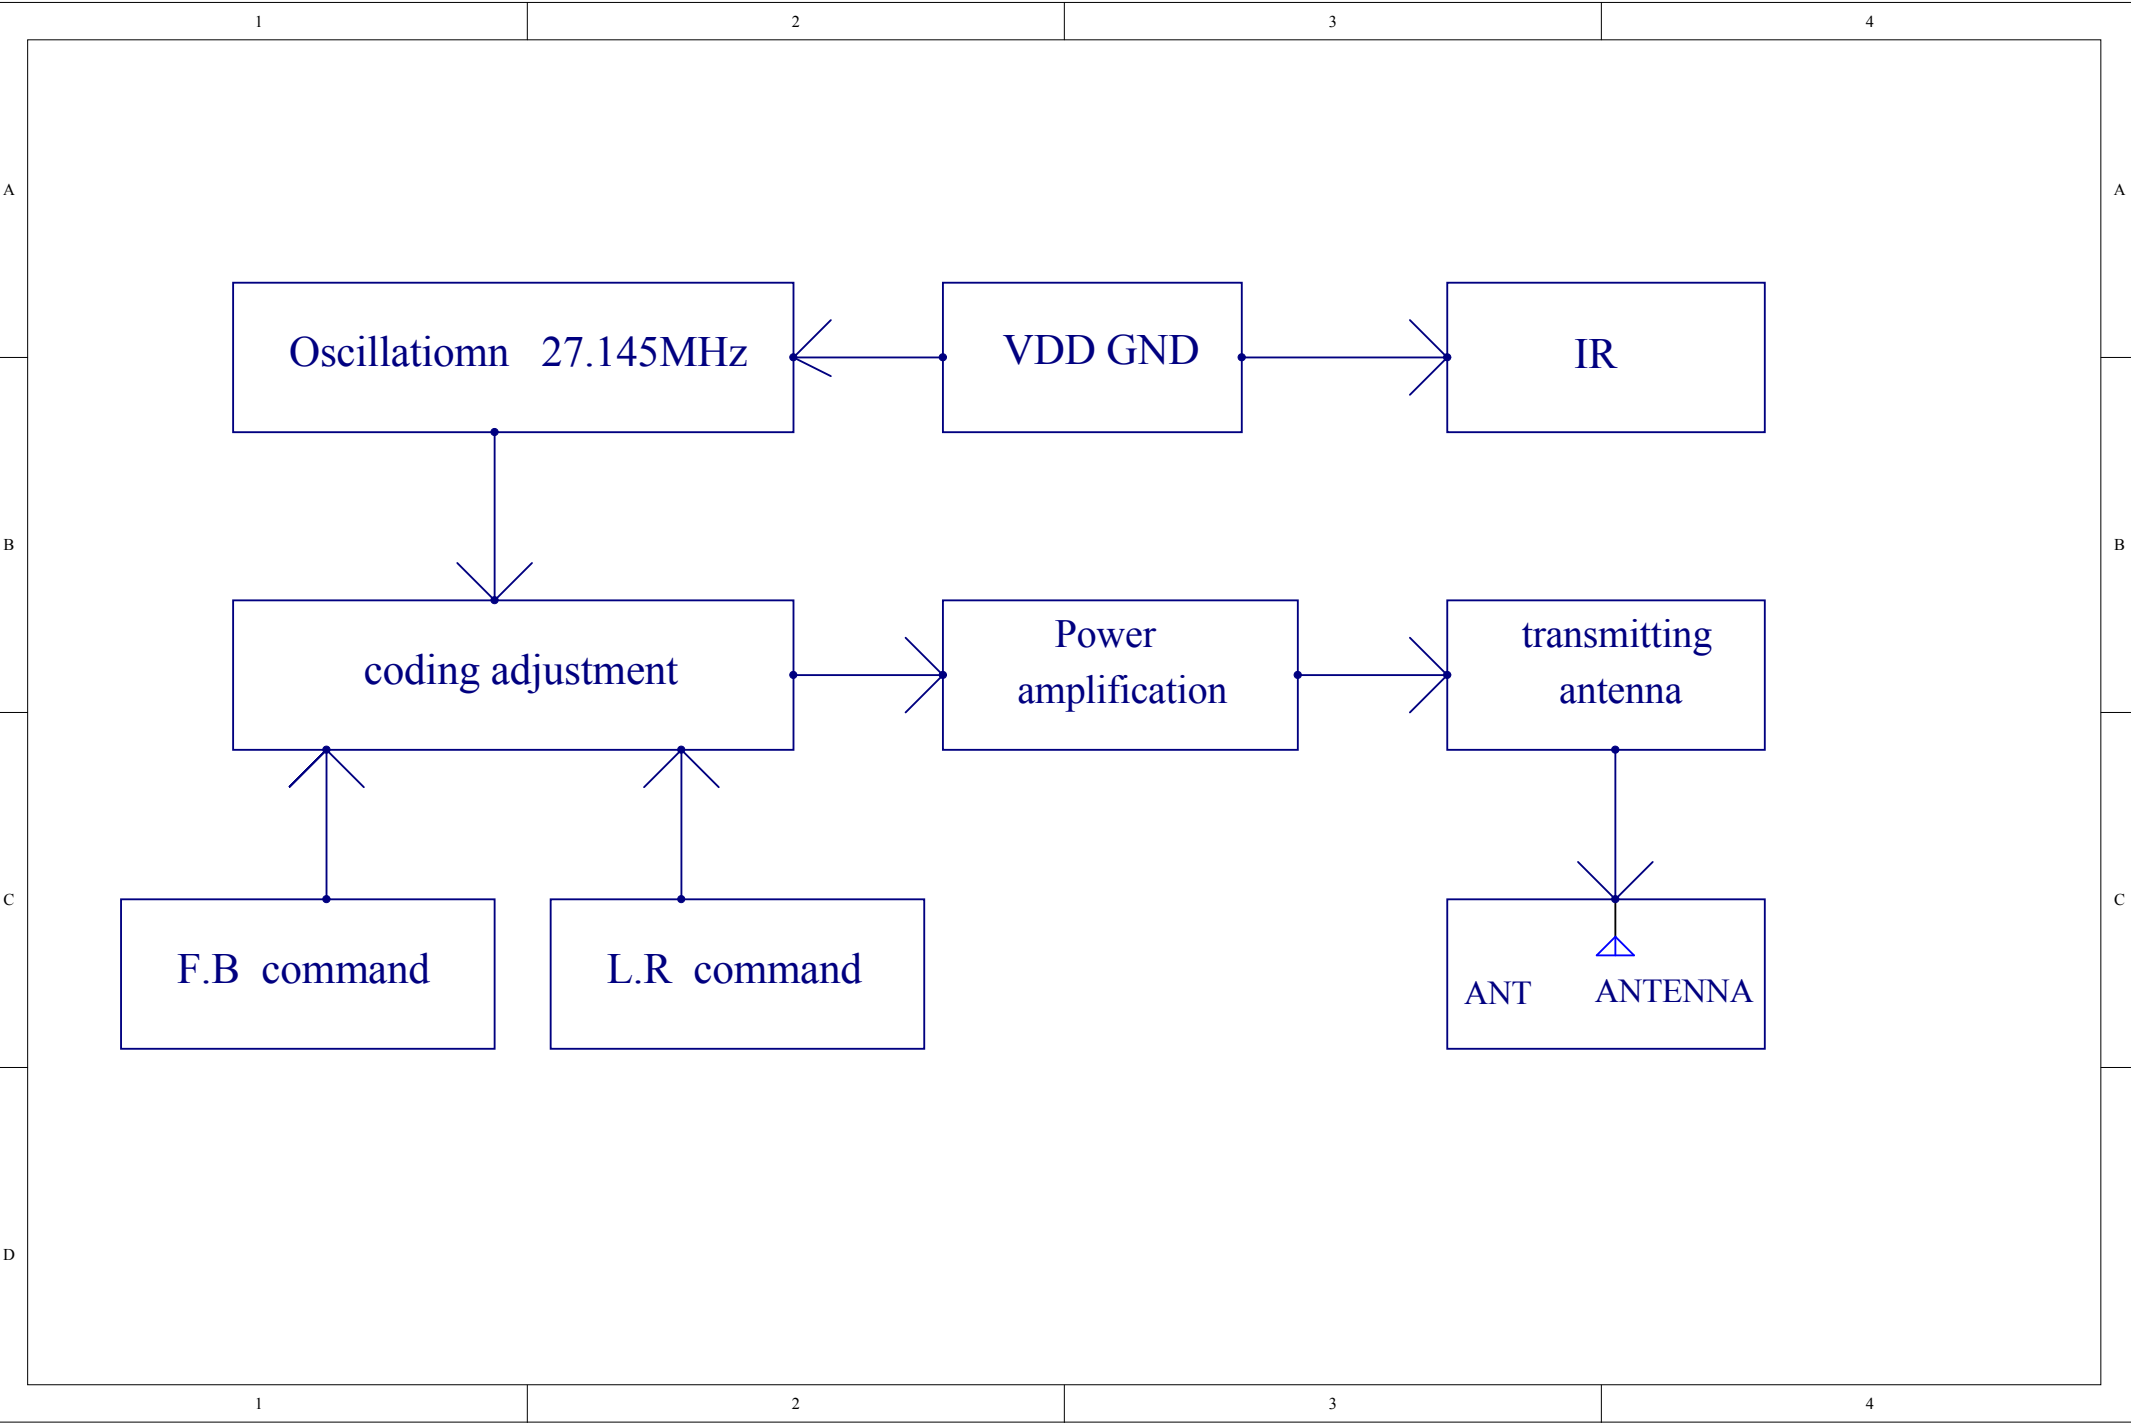 1 2 3 4
A A
Oscillatiomn 27.145MHz VDD GND IR
B B
coding adjustment
Power
amplification
transmitting
antenna
C C
F.B command L.R command
ANT ANTENNA
D
1 2 3 4